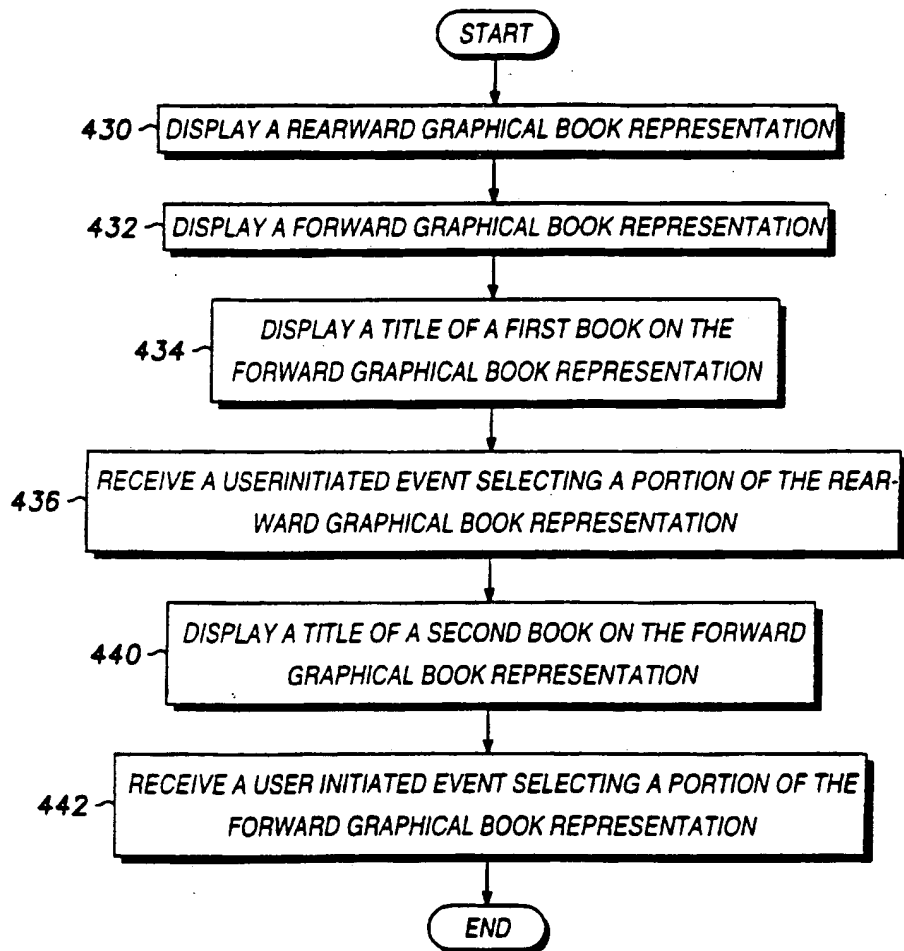 START
430 DISPLAY A REARWARD GRAPHICAL BOOK REPRESENTATION
432 DISPLAY A FORWARD GRAPHICAL BOOK REPRESENTATION
DISPLAY A TITLE OF A FIRST BOOK ON THE
434
FORWARD GRAPHICAL BOOK REPRESENTATION
RECEIVE A USERINITIATED EVENT SELECTING A PORTION OF THE REAR-
436
WARD GRAPHICAL BOOK REPRESENTATION
DISPLAY A TITLE OF A SECOND BOOK ON THE FORWARD
440
GRAPHICAL BOOK REPRESENTATION
RECEIVE A USER INITIATED EVENT SELECTING A PORTION OF THE
442
FORWARD GRAPHICAL BOOK REPRESENTATION
END